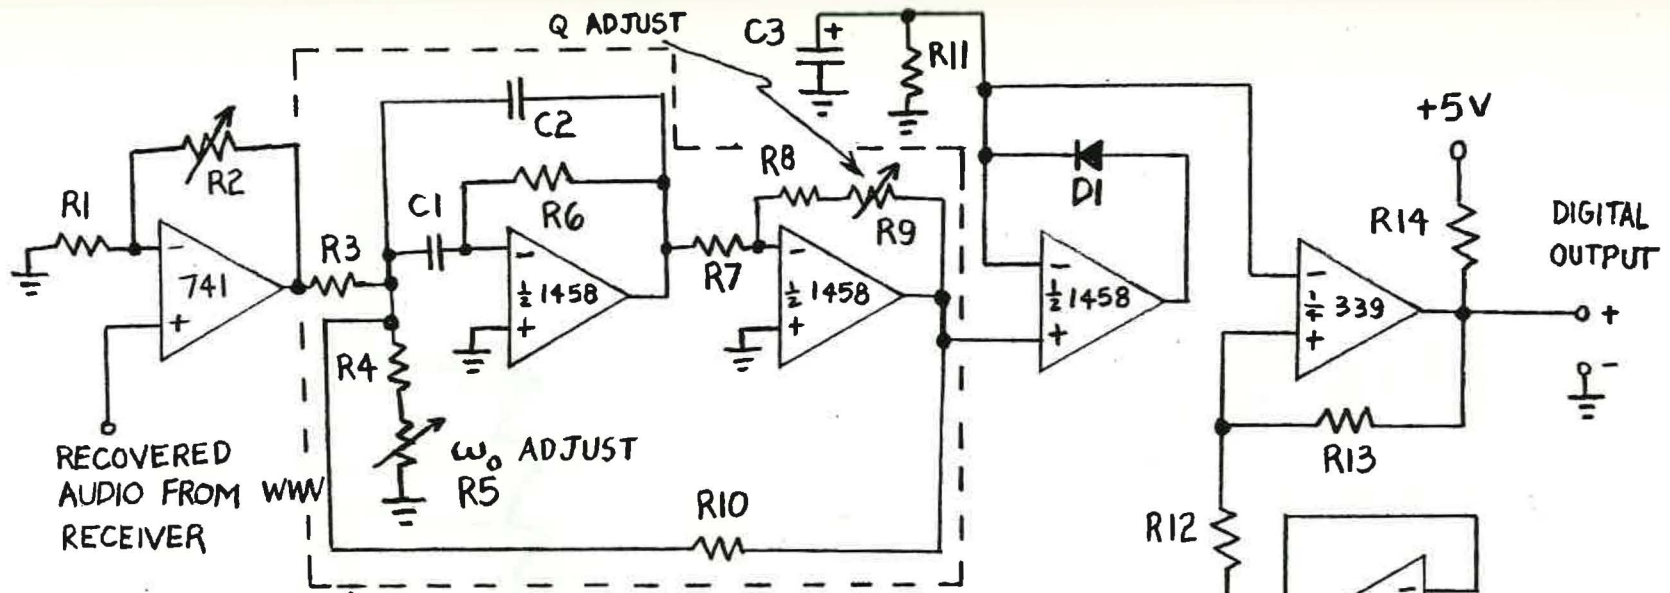 Q ADJUST
C3
+
R11
+5V
R2
C2
R8
D1
R14
DIGITAL
OUTPUT
R1
C1
R6
R9
R3
R7
-
741
+
-
½ 1458
+
-
½ 1458
+
-
½ 1458
+
-
¼ 339
+
+
-
R4
ω₀ ADJUST
R5
RECOVERED
AUDIO FROM WWV
RECEIVER
R10
R13
R12
-